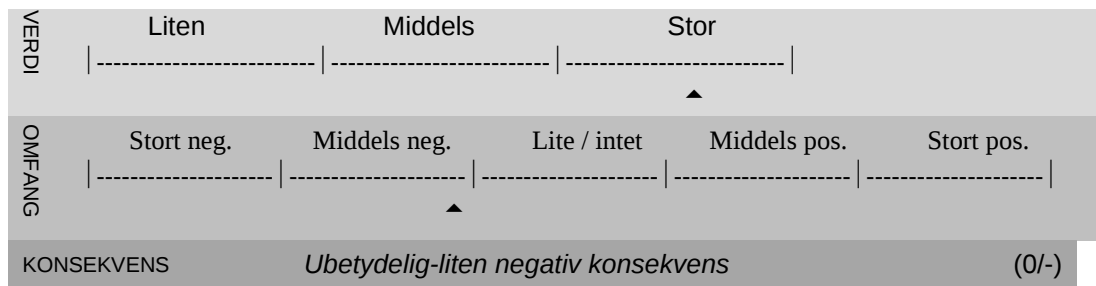 VERDI
Liten Middels Stor
|--------------------------|--------------------------|--------------------------|
OMFANG
Stort neg. Middels neg. Lite / intet Middels pos. Stort pos.
|---------------------|---------------------|---------------------|---------------------|---------------------|
KONSEKVENS Ubetydelig-liten negativ konsekvens (0/-)